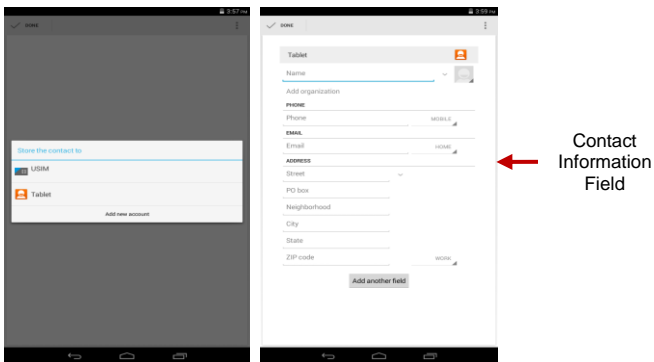 3:57 PM
DONE
Store the contact to
USIM
Tablet
Add new account
3:59 PM
DONE
Tablet
Name
Add organization
PHONE
Phone MOBILE
EMAIL
Email HOME
ADDRESS
Street
PO box
Neighborhood
City
State
ZIP code WORK
Add another field
Contact
Information
Field